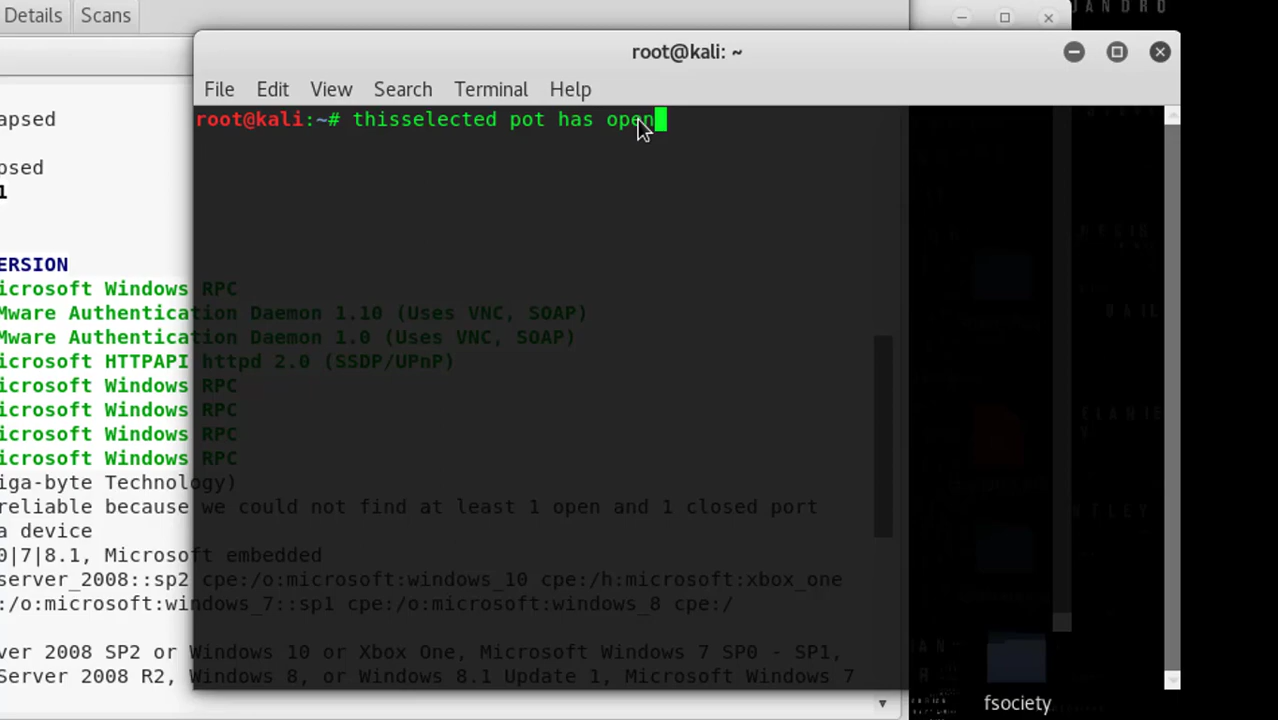 Details
Scans
root@kali: ~
File Edit View Search Terminal Help
apsed
root@kali:~# thisselected pot has open
psed
1
ERSION
icrosoft Windows RPC
Mware Authentication Daemon 1.10 (Uses VNC, SOAP)
Mware Authentication Daemon 1.0 (Uses VNC, SOAP)
icrosoft HTTPAPI httpd 2.0 (SSDP/UPnP)
icrosoft Windows RPC
icrosoft Windows RPC
icrosoft Windows RPC
icrosoft Windows RPC
iga-byte Technology)
reliable because we could not find at least 1 open and 1 closed port
a device
0|7|8.1, Microsoft embedded
server_2008::sp2 cpe:/o:microsoft:windows_10 cpe:/h:microsoft:xbox_one
:/o:microsoft:windows_7::sp1 cpe:/o:microsoft:windows_8 cpe:/
ver 2008 SP2 or Windows 10 or Xbox One, Microsoft Windows 7 SP0 - SP1,
Server 2008 R2, Windows 8, or Windows 8.1 Update 1, Microsoft Windows 7
fsociety